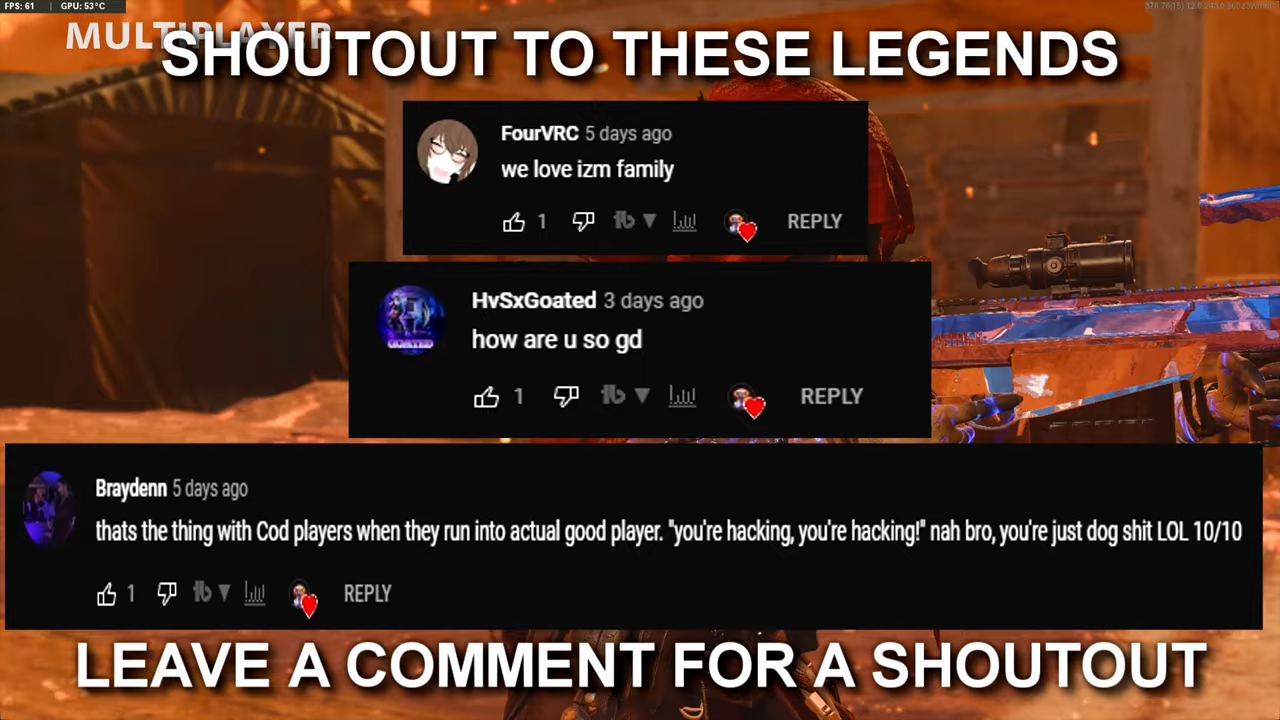 FPS: 61 | GPU: 53°C
MULTIPLAYER
SHOUTOUT TO THESE LEGENDS
FourVRC 5 days ago
we love izm family
1 REPLY
HvSxGoated 3 days ago
GOATED
how are u so gd
1 REPLY
Braydenn 5 days ago
thats the thing with Cod players when they run into actual good player. "you're hacking, you're hacking!" nah bro, you're just dog shit LOL 10/10
1 REPLY
LEAVE A COMMENT FOR A SHOUTOUT